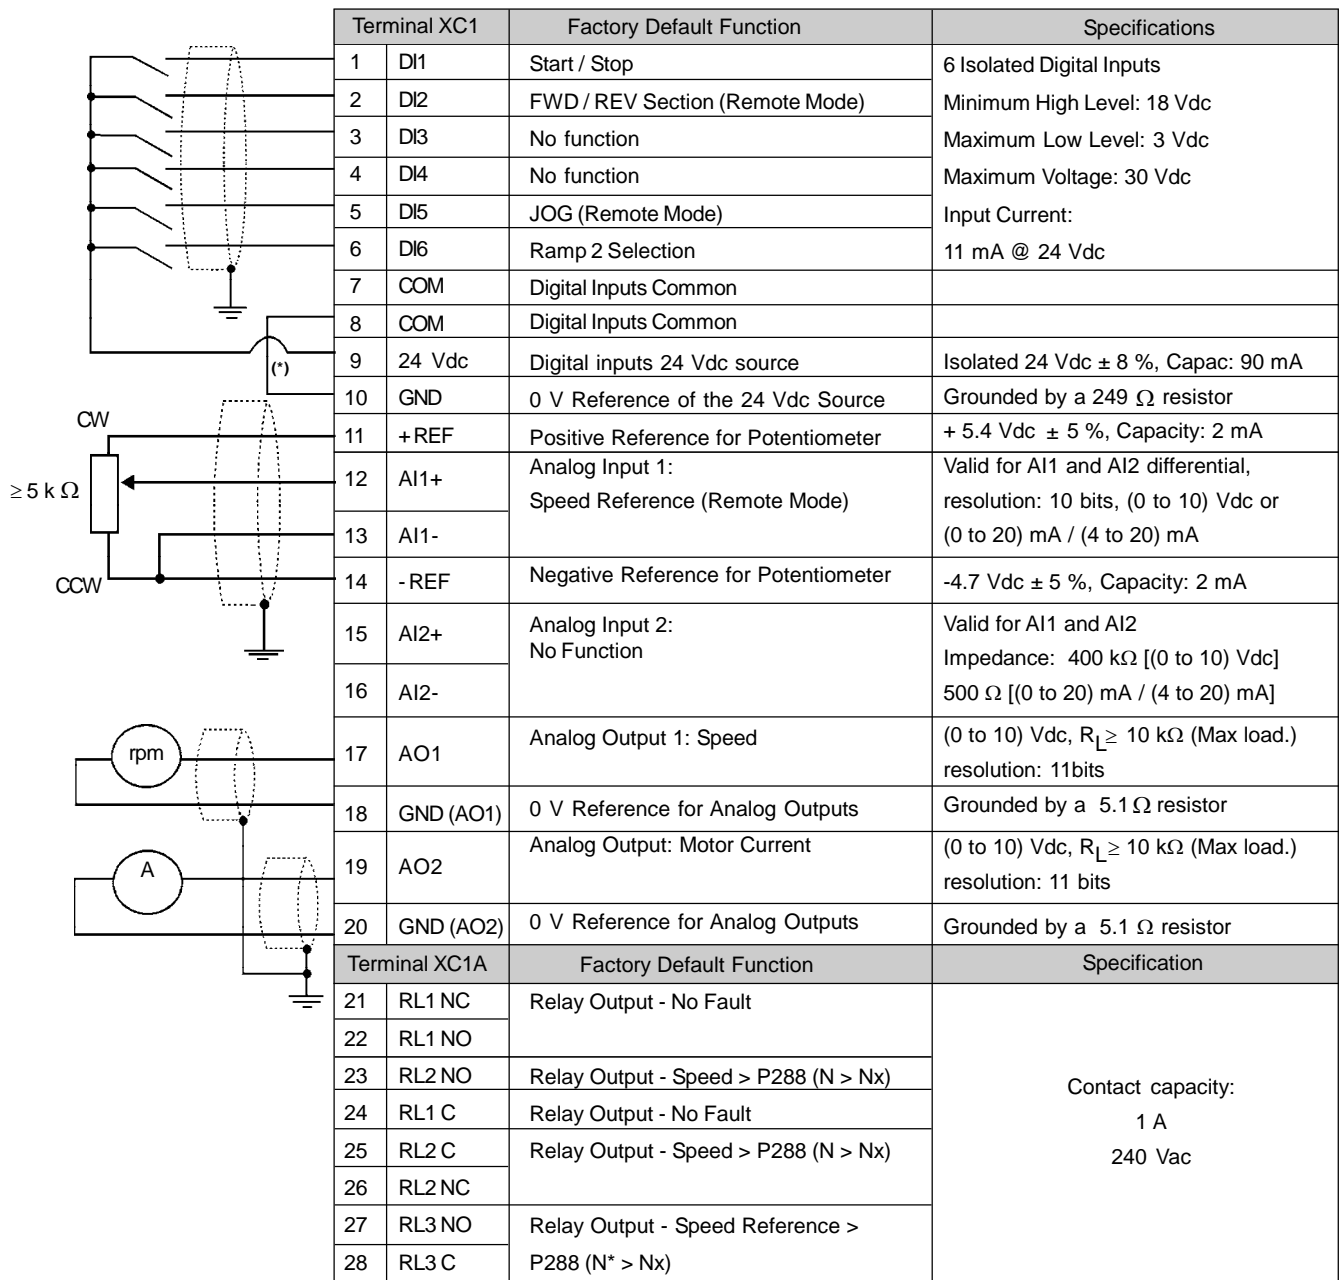 Terminal XC1 Factory Default Function Specifications
1 DI1 Start / Stop 6 Isolated Digital Inputs
2 DI2 FWD / REV Section (Remote Mode) Minimum High Level: 18 Vdc
3 DI3 No function Maximum Low Level: 3 Vdc
4 DI4 No function Maximum Voltage: 30 Vdc
5 DI5 JOG (Remote Mode) Input Current:
6 DI6 Ramp 2 Selection 11 mA @ 24 Vdc
7 COM Digital Inputs Common
8 COM Digital Inputs Common
9 24 Vdc Digital inputs 24 Vdc source Isolated 24 Vdc ± 8 %, Capac: 90 mA
(*)
10 GND 0 V Reference of the 24 Vdc Source Grounded by a 249 Ω resistor
CW
11 + REF Positive Reference for Potentiometer + 5.4 Vdc ± 5 %, Capacity: 2 mA
≥ 5 k Ω
12 AI1+ Analog Input 1: Valid for AI1 and AI2 differential,
Speed Reference (Remote Mode) resolution: 10 bits, (0 to 10) Vdc or
13 AI1- (0 to 20) mA / (4 to 20) mA
CCW
14 - REF Negative Reference for Potentiometer -4.7 Vdc ± 5 %, Capacity: 2 mA
15 AI2+ Analog Input 2: Valid for AI1 and AI2
No Function Impedance: 400 kΩ [(0 to 10) Vdc]
16 AI2- 500 Ω [(0 to 20) mA / (4 to 20) mA]
rpm
17 AO1 Analog Output 1: Speed (0 to 10) Vdc, RL≥ 10 kΩ (Max load.)
resolution: 11bits
18 GND (AO1) 0 V Reference for Analog Outputs Grounded by a 5.1 Ω resistor
A
19 AO2 Analog Output: Motor Current (0 to 10) Vdc, RL≥ 10 kΩ (Max load.)
resolution: 11 bits
20 GND (AO2) 0 V Reference for Analog Outputs Grounded by a 5.1 Ω resistor
Terminal XC1A Factory Default Function Specification
21 RL1 NC Relay Output - No Fault
22 RL1 NO
23 RL2 NO Relay Output - Speed > P288 (N > Nx) Contact capacity:
24 RL1 C Relay Output - No Fault 1 A
25 RL2 C Relay Output - Speed > P288 (N > Nx) 240 Vac
26 RL2 NC
27 RL3 NO Relay Output - Speed Reference >
28 RL3 C P288 (N* > Nx)